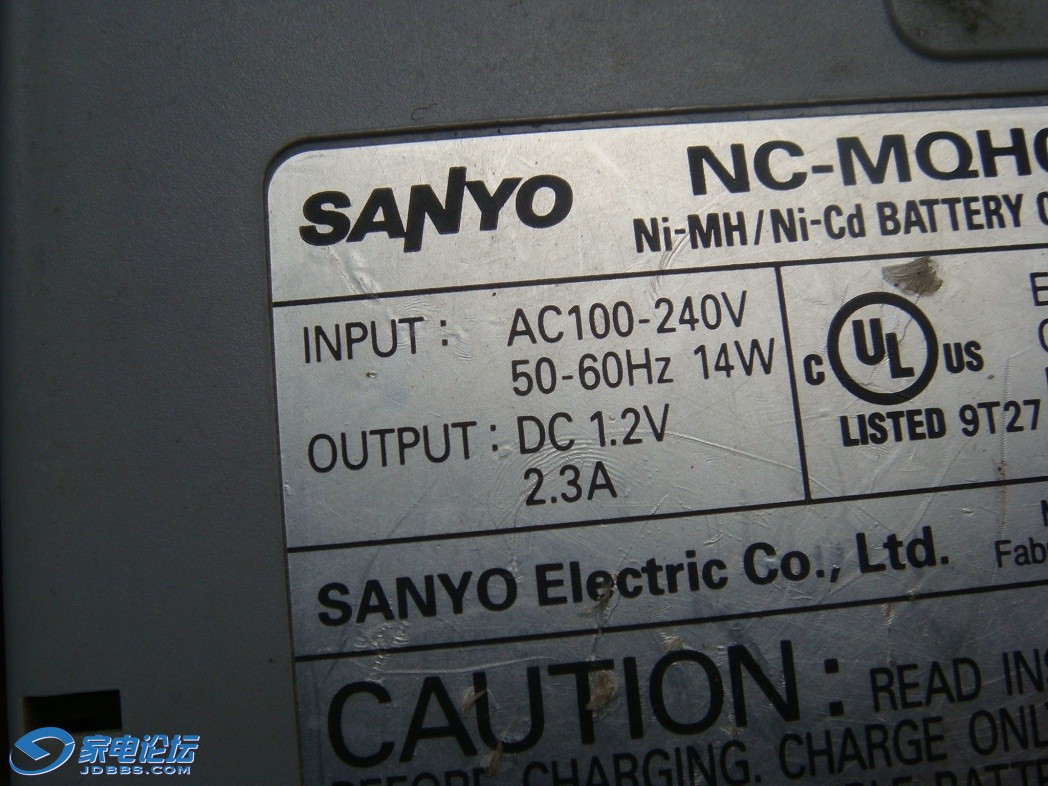 SANYO
NC-MQH
Ni-MH/Ni-Cd BATTERY
INPUT : AC100-240V
50-60Hz 14W
OUTPUT : DC 1.2V
2.3A
C UL US
LISTED 9T27
SANYO Electric Co., Ltd.
CAUTION : READ
BEFORE CHARGING. CHARGE ONLY
家电论坛
JDBBS.COM